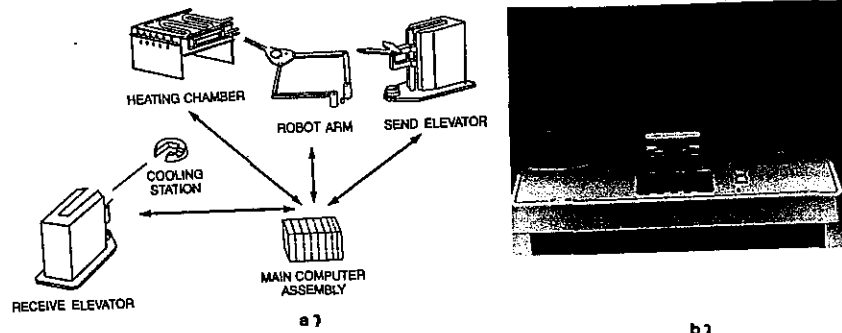 HEATING CHAMBER
ROBOT ARM
SEND ELEVATOR
COOLING
STATION
MAIN COMPUTER
ASSEMBLY
RECEIVE ELEVATOR
a)
b)